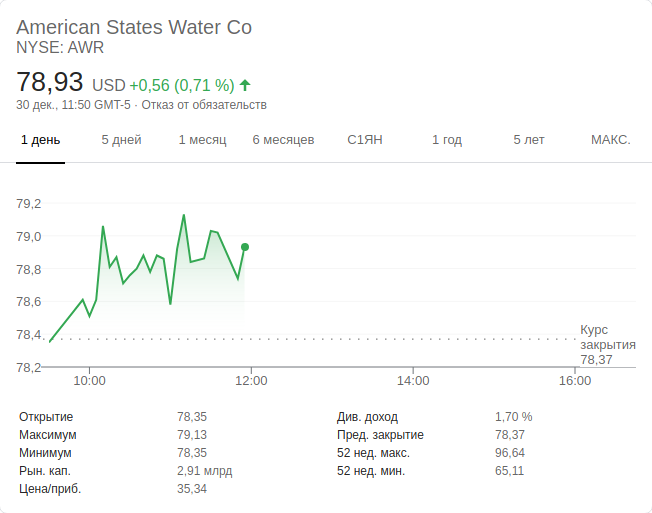 American States Water Co
NYSE: AWR
78,93 USD +0,56 (0,71 %)
30 дек., 11:50 GMT-5 · Отказ от обязательств
1 день 5 дней 1 месяц 6 месяцев С1ЯН 1 год 5 лет МАКС.
79,2
79,0
78,8
78,6
78,4
78,2
Курс
закрытия
78,37
10:00 12:00 14:00 16:00
Открытие 78,35
Максимум 79,13
Минимум 78,35
Рын. кап. 2,91 млрд
Цена/приб. 35,34
Див. доход 1,70 %
Пред. закрытие 78,37
52 нед. макс. 96,64
52 нед. мин. 65,11